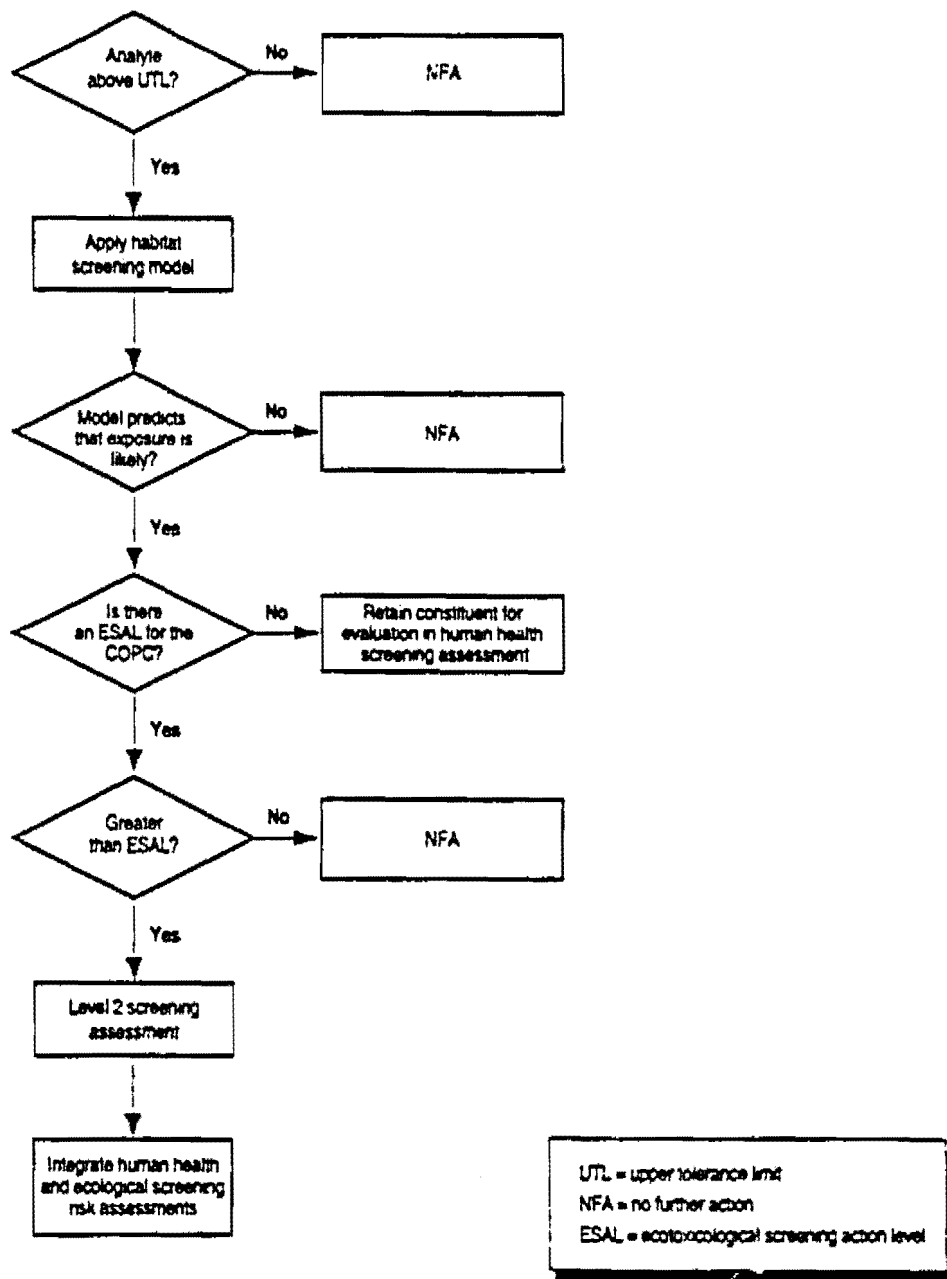 Analyte
above UTL?
No
NFA
Yes
Apply habitat
screening model
Model predicts
that exposure is
likely?
No
NFA
Yes
Is there
an ESAL for the
COPC?
No
Retain constituent for
evaluation in human health
screening assessment
Yes
Greater
than ESAL?
No
NFA
Yes
Level 2 screening
assessment
Integrate human health
and ecological screening
risk assessments
UTL = upper tolerance limit
NFA = no further action
ESAL = ecotoxicological screening action level